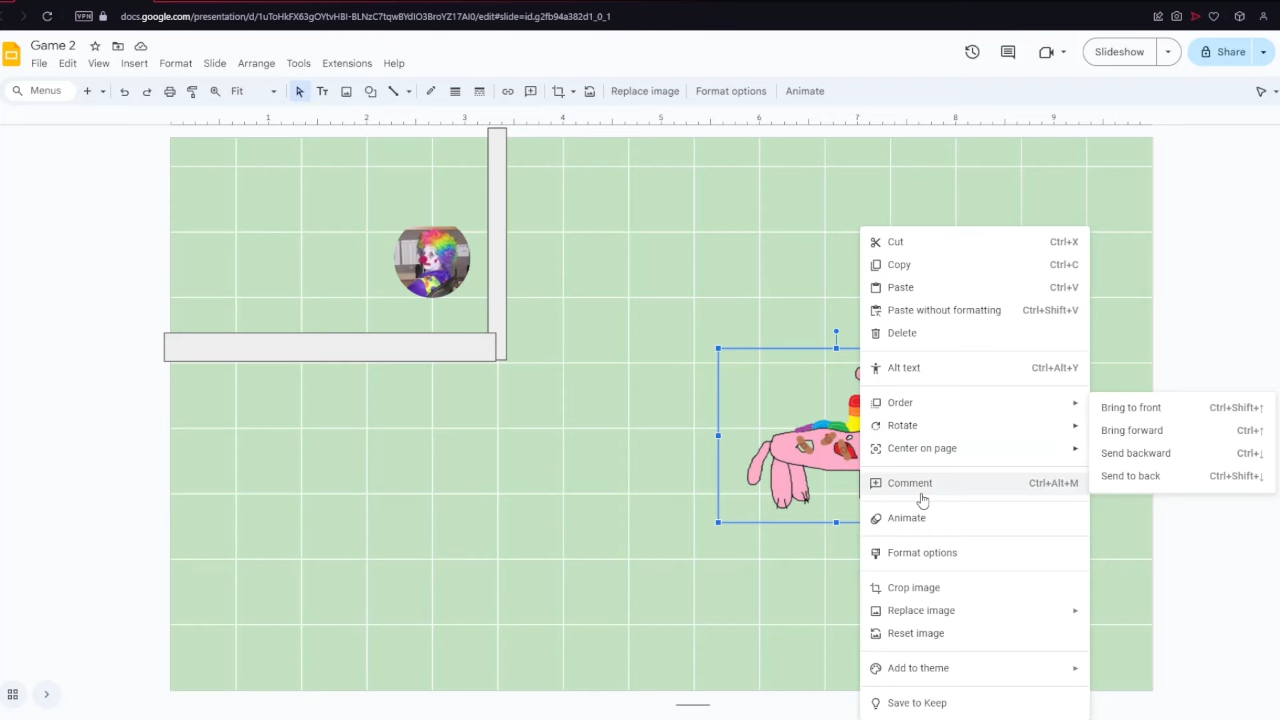 VPN docs.google.com/presentation/d/1uToHkFX63gOYtvHBI-BLNzC7tqwBYdIO3BroYZ17AI0/edit#slide=id.g2fb94a382d1_0_1
Game 2
File Edit View Insert Format Slide Arrange Tools Extensions Help
Slideshow
Share
Menus
Fit
Replace image
Format options
Animate
1 2 3 4 5 6 7 8 9
Cut Ctrl+X
Copy Ctrl+C
Paste Ctrl+V
Paste without formatting Ctrl+Shift+V
Delete
Alt text Ctrl+Alt+Y
Order
Rotate
Center on page
Bring to front Ctrl+Shift+↑
Bring forward Ctrl+↑
Send backward Ctrl+↓
Send to back Ctrl+Shift+↓
Comment Ctrl+Alt+M
Animate
Format options
Crop image
Replace image
Reset image
Add to theme
Save to Keep